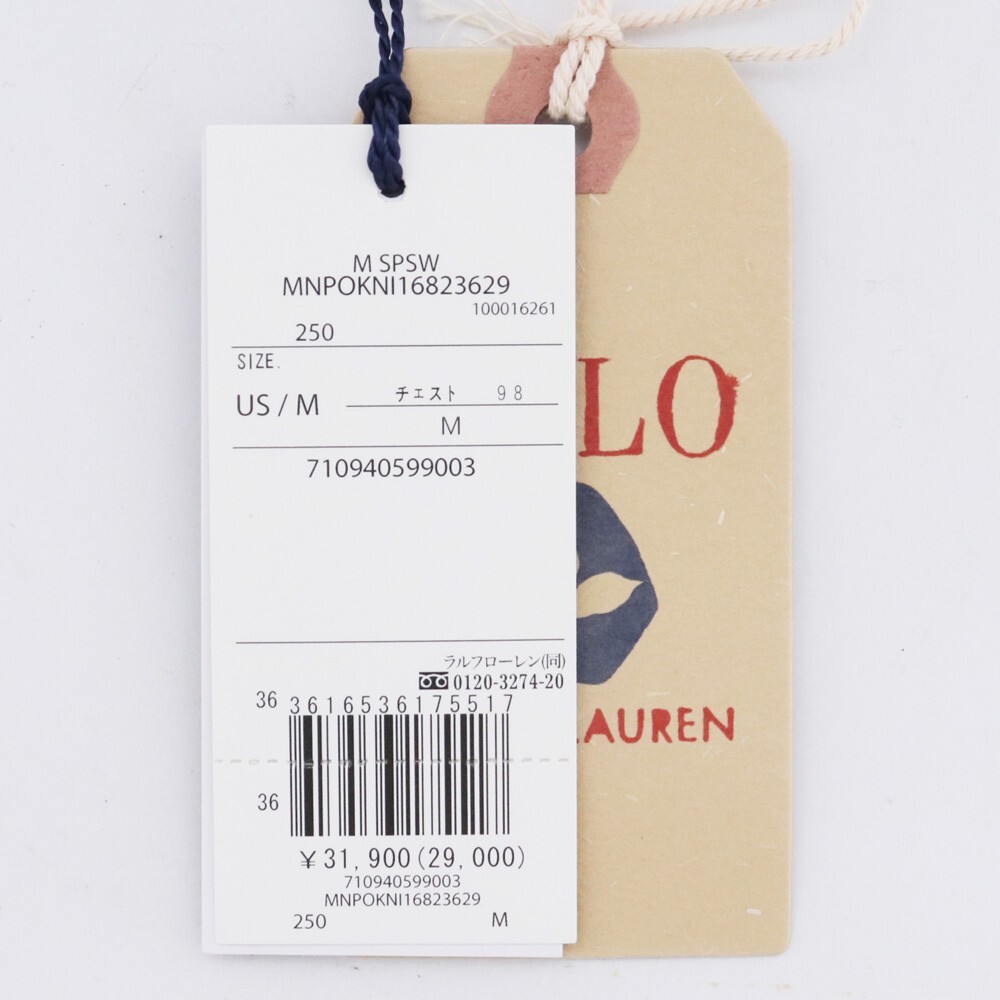 M SPSW
MNPOKNI16823629
100016261
250
SIZE.
US / M
チェスト 98
M
710940599003
ラルフローレン(同)
0120-3274-20
36 3616536175517
36
¥31,900(29,000)
710940599003
MNPOKNI16823629
250 M
LO
LAUREN